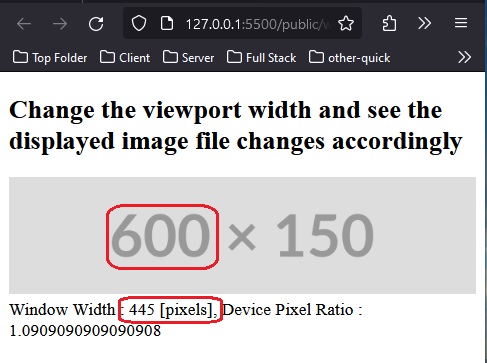 127.0.0.1:5500/public/w
Top Folder Client Server Full Stack other-quick
Change the viewport width and see the
displayed image file changes accordingly
600 × 150
Window Width : 445 [pixels], Device Pixel Ratio :
1.0909090909090908